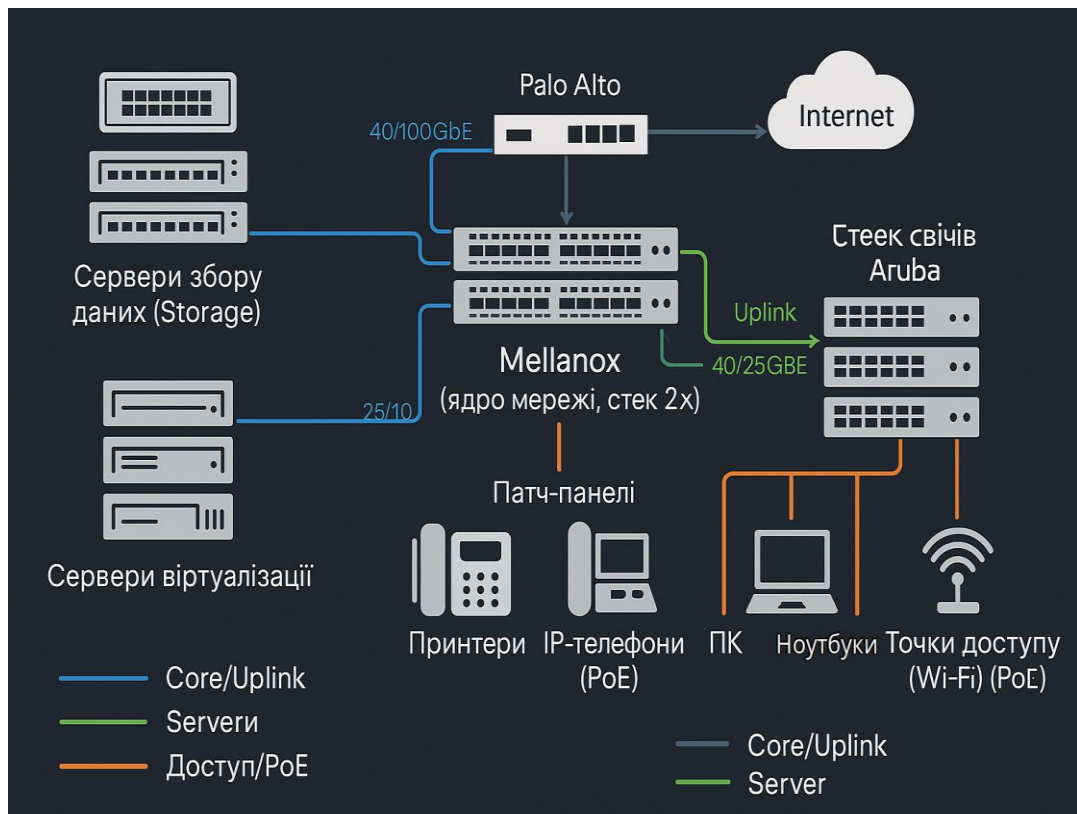 Palo Alto
Internet
40/100GbE
Сервери збору
даних (Storage)
Стеек свічів
Aruba
Uplink
40/25GBE
Mellanox
(ядро мережі, стек 2х)
25/10
Патч-панелі
Сервери віртуалізації
Принтери
IP-телефони
(PoE)
ПК
Ноутбуки
Точки доступу
(Wi-Fi) (PoE)
Core/Uplink
Serverи
Доступ/PoE
Core/Uplink
Server